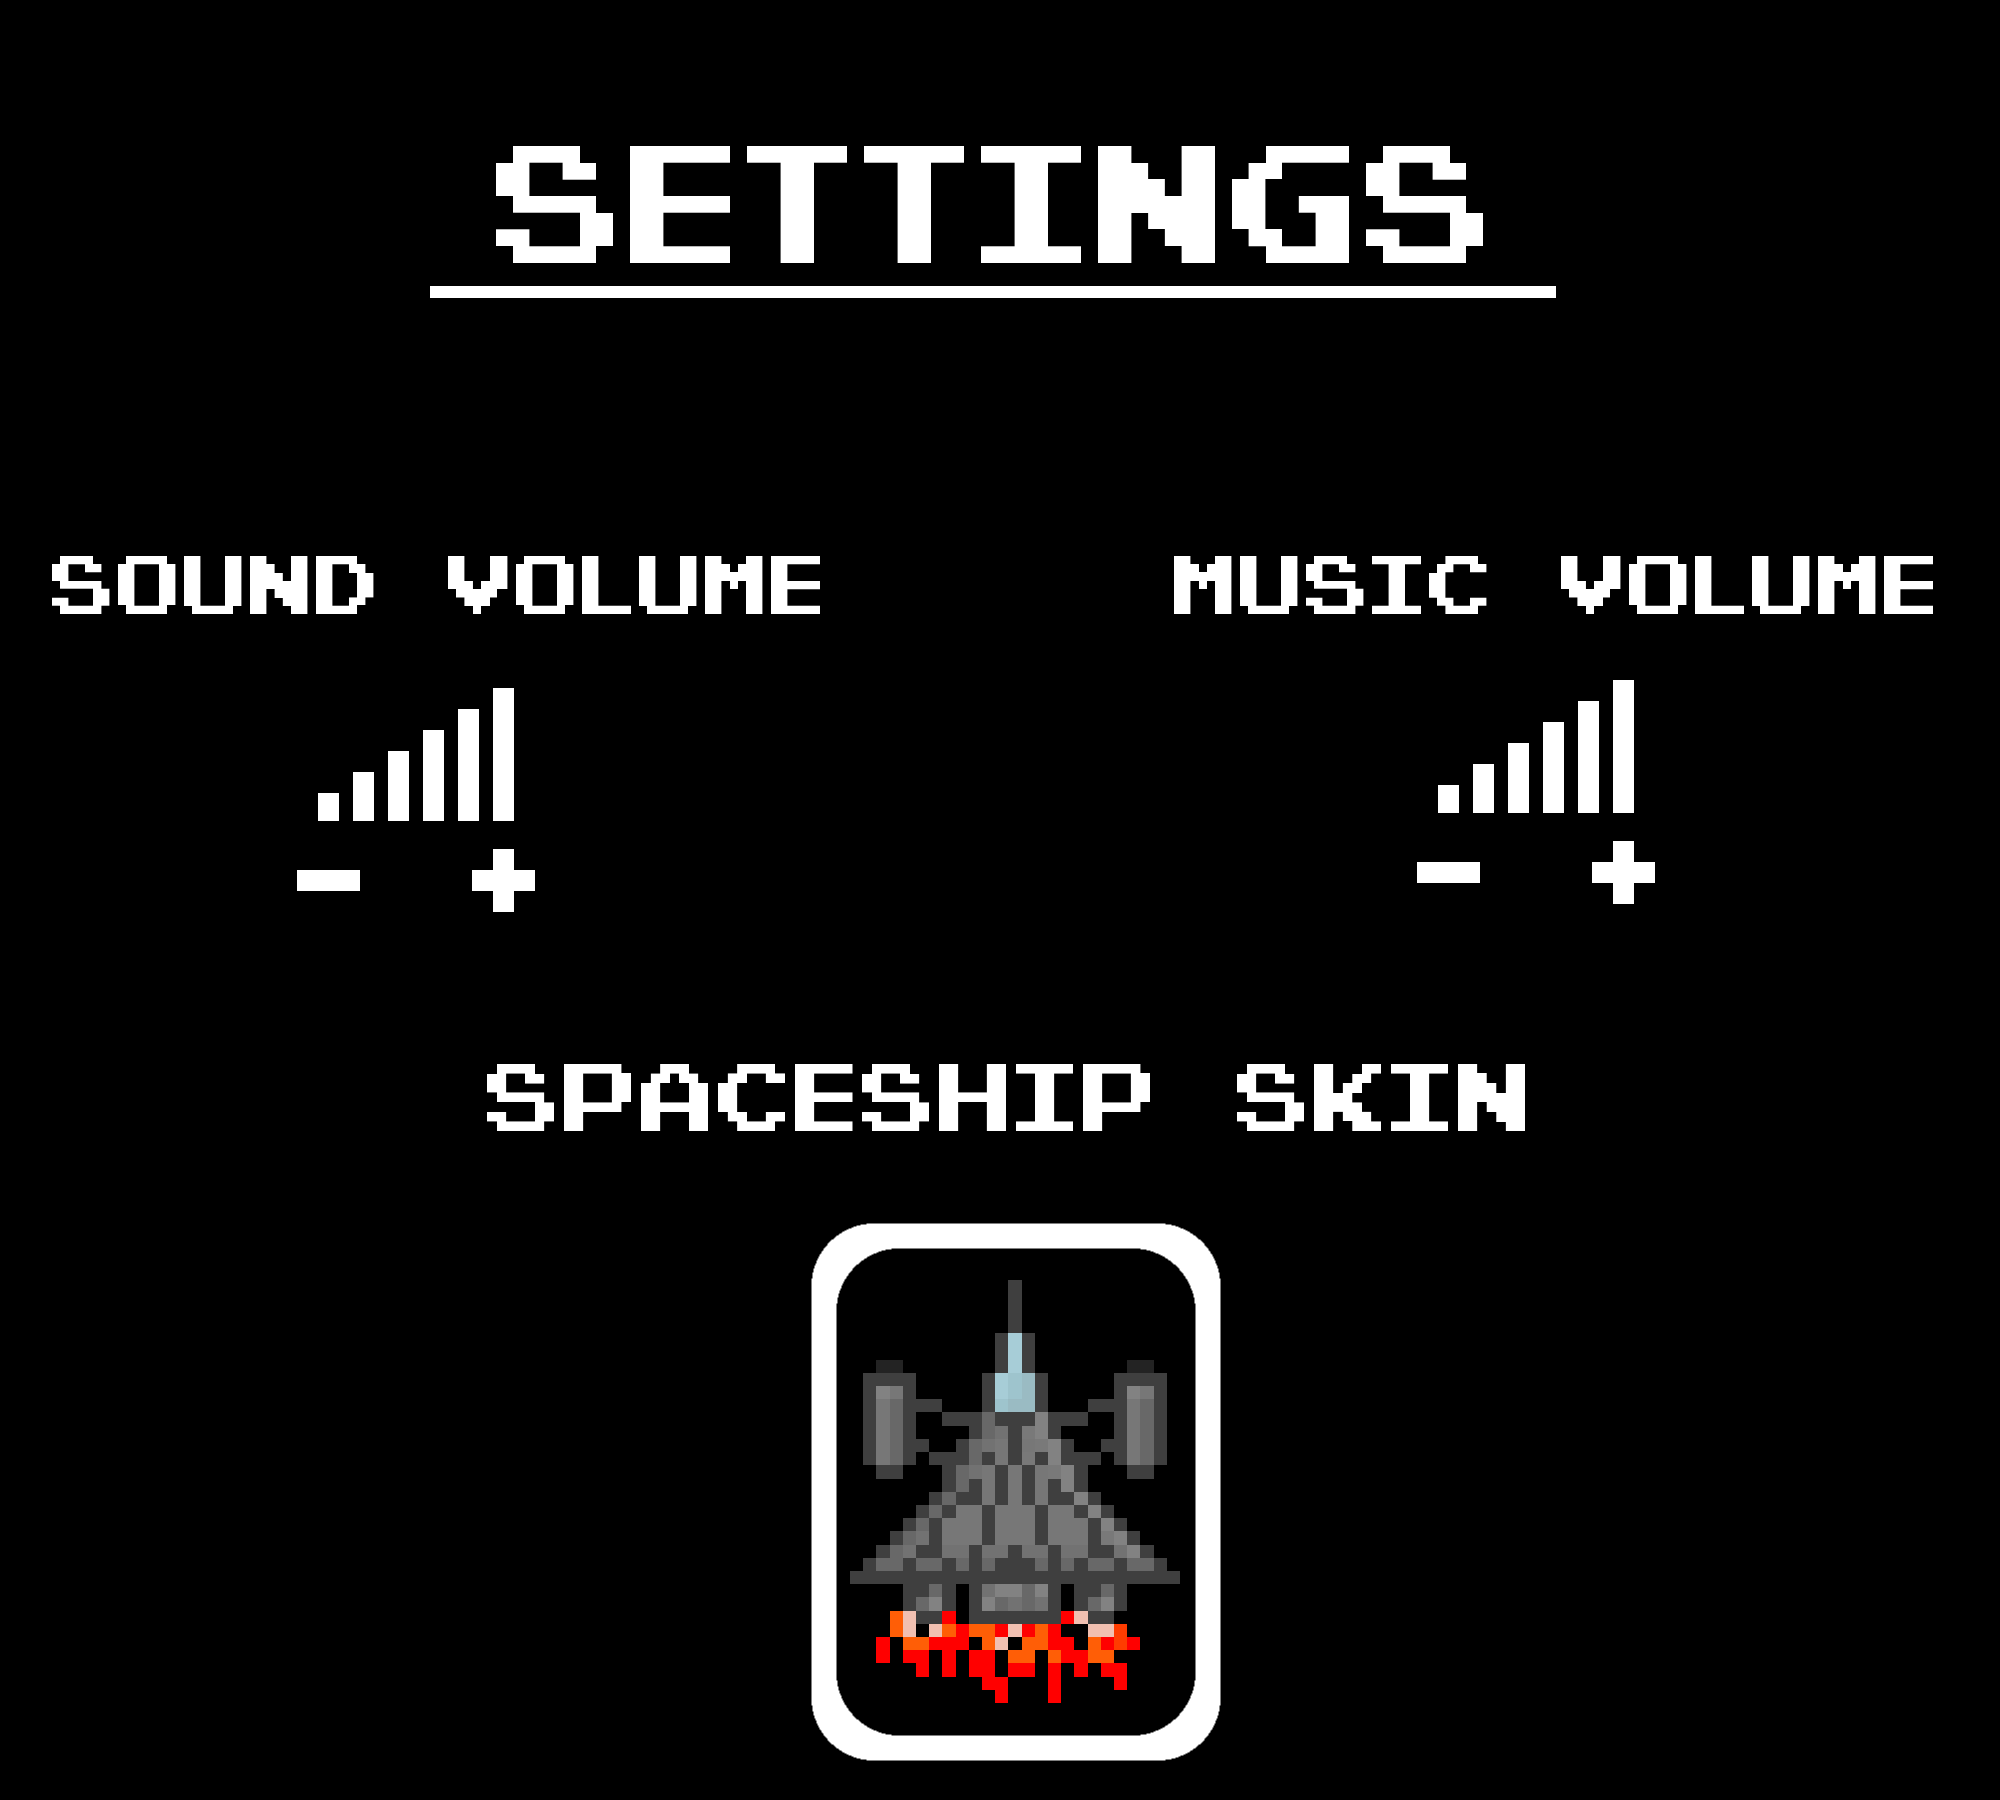 SETTINGS
SOUND VOLUME
MUSIC VOLUME
- +
- +
SPACESHIP SKIN